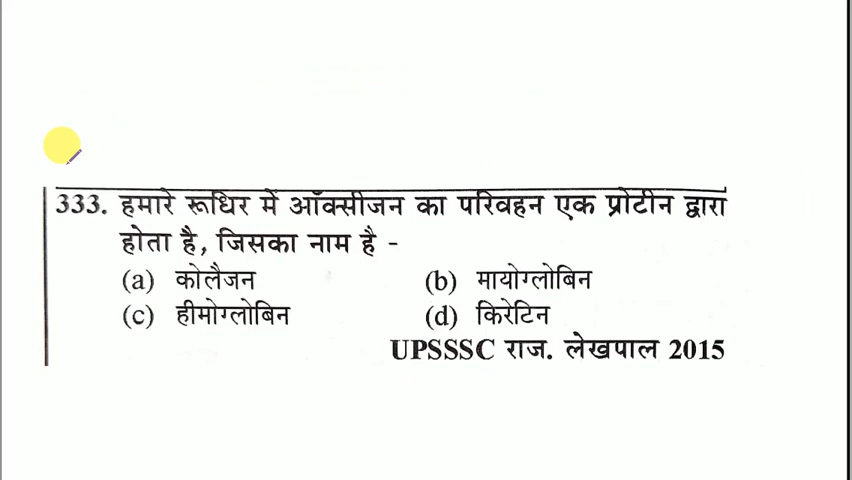 333. हमारे रूधिर में ऑक्सीजन का परिवहन एक प्रोटीन द्वारा
होता है, जिसका नाम है -
(a) कोलैजन (b) मायोग्लोबिन
(c) हीमोग्लोबिन (d) किरेटिन
UPSSSC राज. लेखपाल 2015